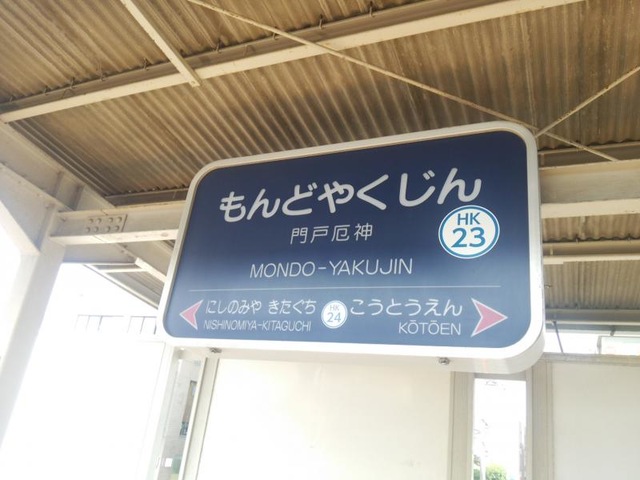 もんどやくじん
門戸厄神
HK
23
MONDO-YAKUJIN
にしのみや きたぐち
NISHINOMIYA-KITAGUCHI
HK
24
こうとうえん
KŌTŌEN